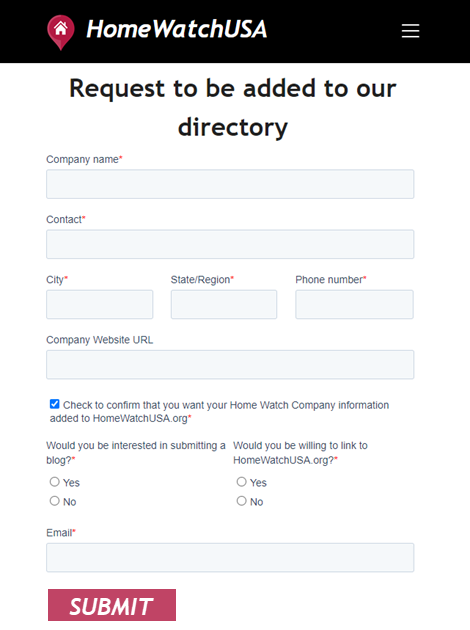 HomeWatchUSA
Request to be added to our
directory
Company name*
Contact*
City* State/Region* Phone number*
Company Website URL
Check to confirm that you want your Home Watch Company information
added to HomeWatchUSA.org*
Would you be interested in submitting a
blog?*
Yes
No
Would you be willing to link to
HomeWatchUSA.org?*
Yes
No
Email*
SUBMIT